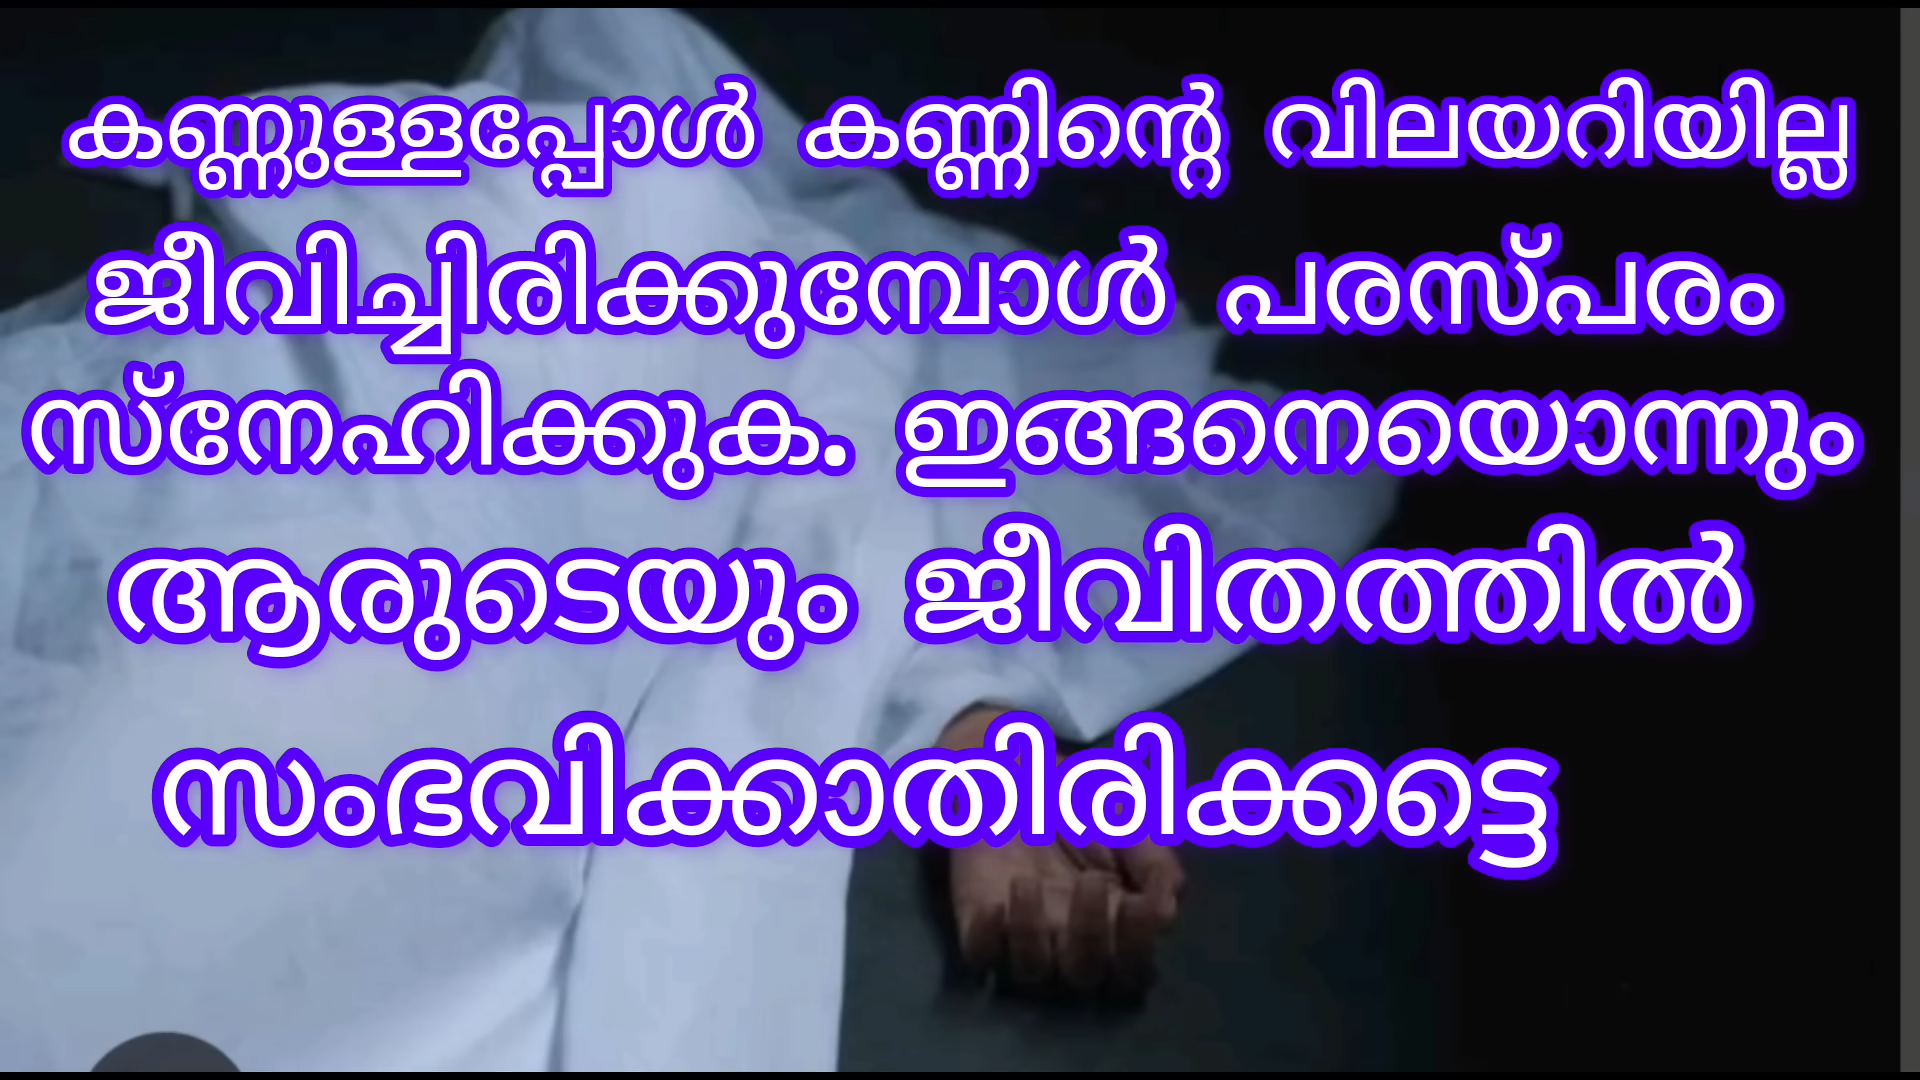 കണ്ണുള്ളപ്പോൾ കണ്ണിന്റെ വിലയറിയില്ല
ജീവിച്ചിരിക്കുമ്പോൾ പരസ്പരം
സ്നേഹിക്കുക. ഇങ്ങനെയൊന്നും
ആരുടെയും ജീവിതത്തിൽ
സംഭവിക്കാതിരിക്കട്ടെ